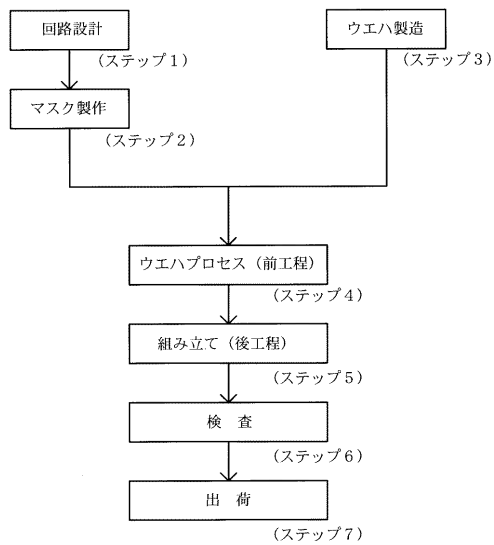 回路設計
(ステップ1)
ウエハ製造
(ステップ3)
マスク製作
(ステップ2)
ウエハプロセス(前工程)
(ステップ4)
組み立て(後工程)
(ステップ5)
検 査
(ステップ6)
出 荷
(ステップ7)